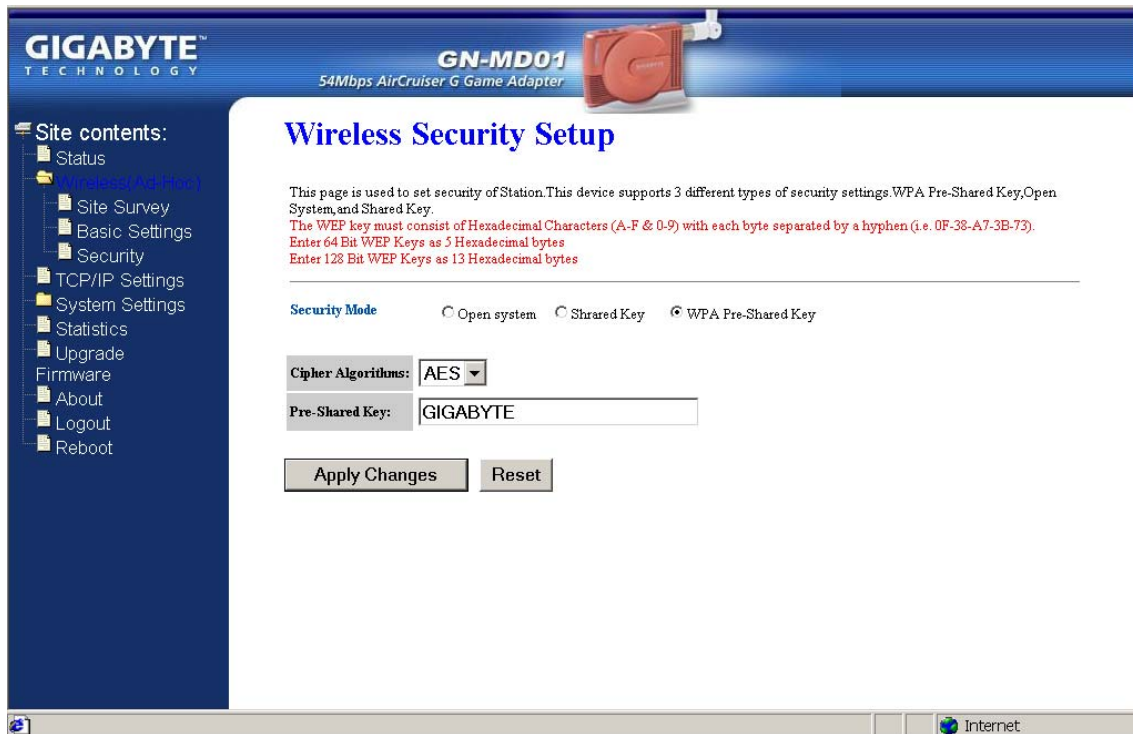 GIGABYTE™
TECHNOLOGY
GN-MD01
54Mbps AirCruiser G Game Adapter
Site contents:
Status
Wireless(Ad-Hoc)
Site Survey
Basic Settings
Security
TCP/IP Settings
System Settings
Statistics
Upgrade
Firmware
About
Logout
Reboot
Wireless Security Setup
This page is used to set security of Station.This device supports 3 different types of security settings.WPA Pre-Shared Key,Open
System,and Shared Key.
The WEP key must consist of Hexadecimal Characters (A-F & 0-9) with each byte separated by a hyphen (i.e. 0F-38-A7-3B-73).
Enter 64 Bit WEP Keys as 5 Hexadecimal bytes
Enter 128 Bit WEP Keys as 13 Hexadecimal bytes
Security Mode Open system Shrared Key WPA Pre-Shared Key
Cipher Algorithms: AES
Pre-Shared Key: GIGABYTE
Apply Changes Reset
Internet